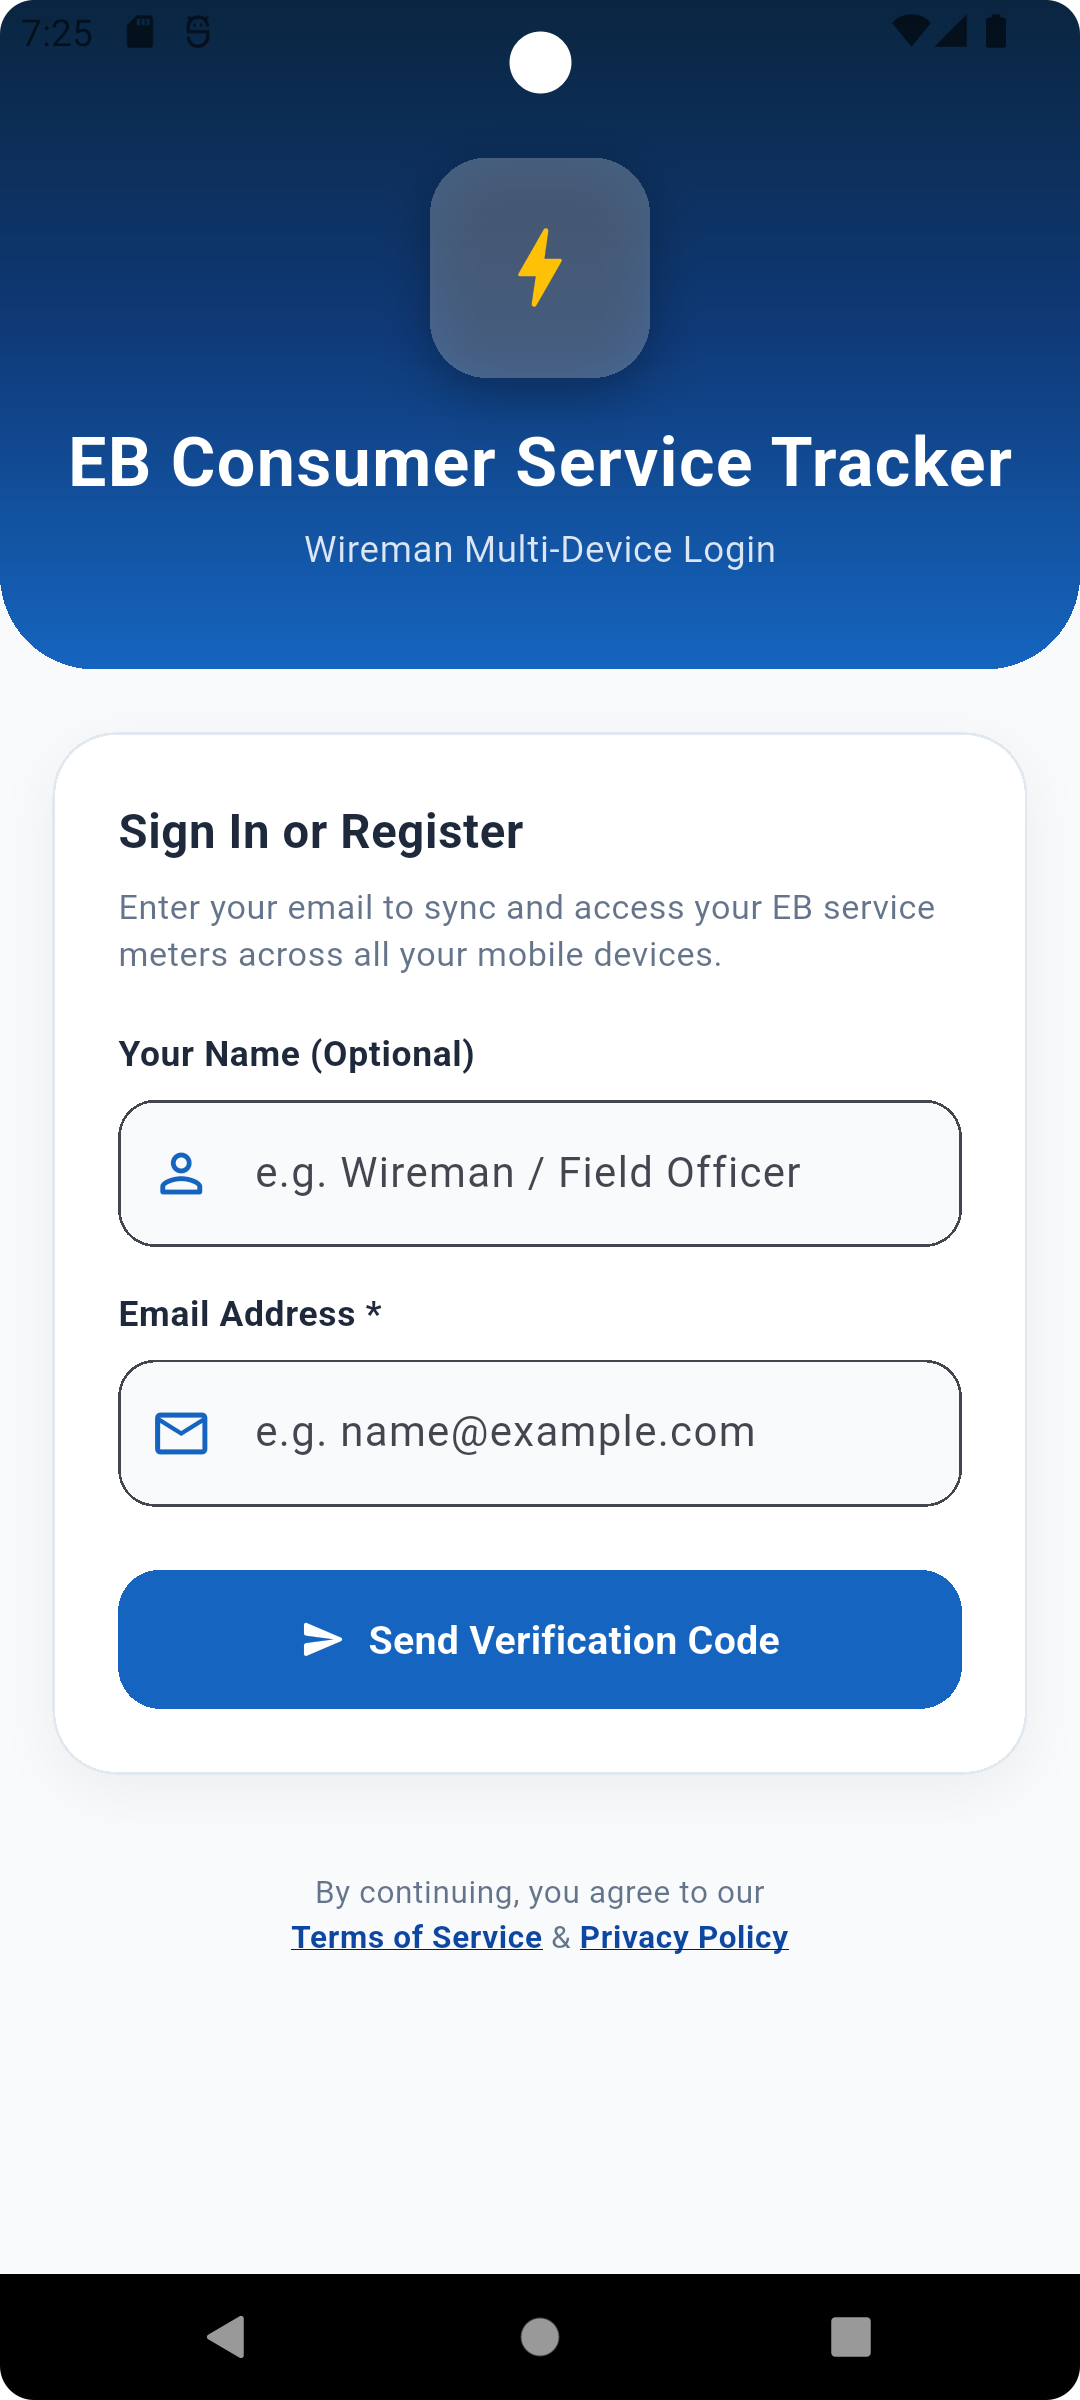 7:25
EB Consumer Service Tracker
Wireman Multi-Device Login
Sign In or Register
Enter your email to sync and access your EB service
meters across all your mobile devices.
Your Name (Optional)
e.g. Wireman / Field Officer
Email Address *
e.g. name@example.com
Send Verification Code
By continuing, you agree to our
Terms of Service & Privacy Policy